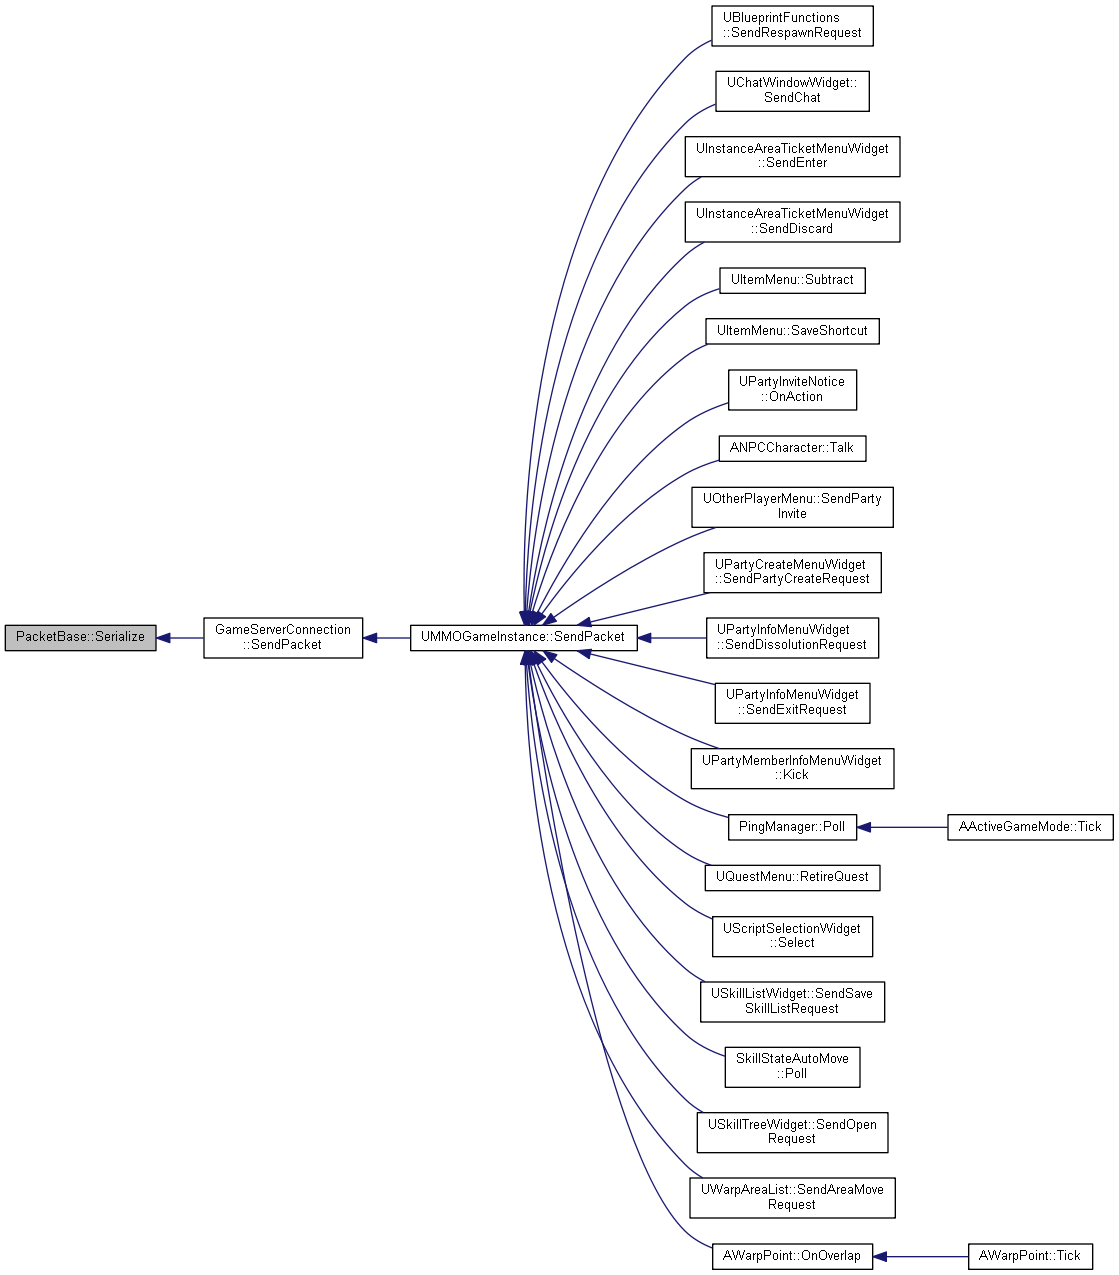 UBlueprintFunctions
::SendRespawnRequest
UChatWindowWidget::
SendChat
UInstanceAreaTicketMenuWidget
::SendEnter
UInstanceAreaTicketMenuWidget
::SendDiscard
UItemMenu::Subtract
UItemMenu::SaveShortcut
UPartyInviteNotice
::OnAction
ANPCCharacter::Talk
UOtherPlayerMenu::SendParty
Invite
UPartyCreateMenuWidget
::SendPartyCreateRequest
PacketBase::Serialize
GameServerConnection
::SendPacket
UMMOGameInstance::SendPacket
UPartyInfoMenuWidget
::SendDissolutionRequest
UPartyInfoMenuWidget
::SendExitRequest
UPartyMemberInfoMenuWidget
::Kick
PingManager::Poll
AActiveGameMode::Tick
UQuestMenu::RetireQuest
UScriptSelectionWidget
::Select
USkillListWidget::SendSave
SkillListRequest
SkillStateAutoMove
::Poll
USkillTreeWidget::SendOpen
Request
UWarpAreaList::SendAreaMove
Request
AWarpPoint::OnOverlap
AWarpPoint::Tick